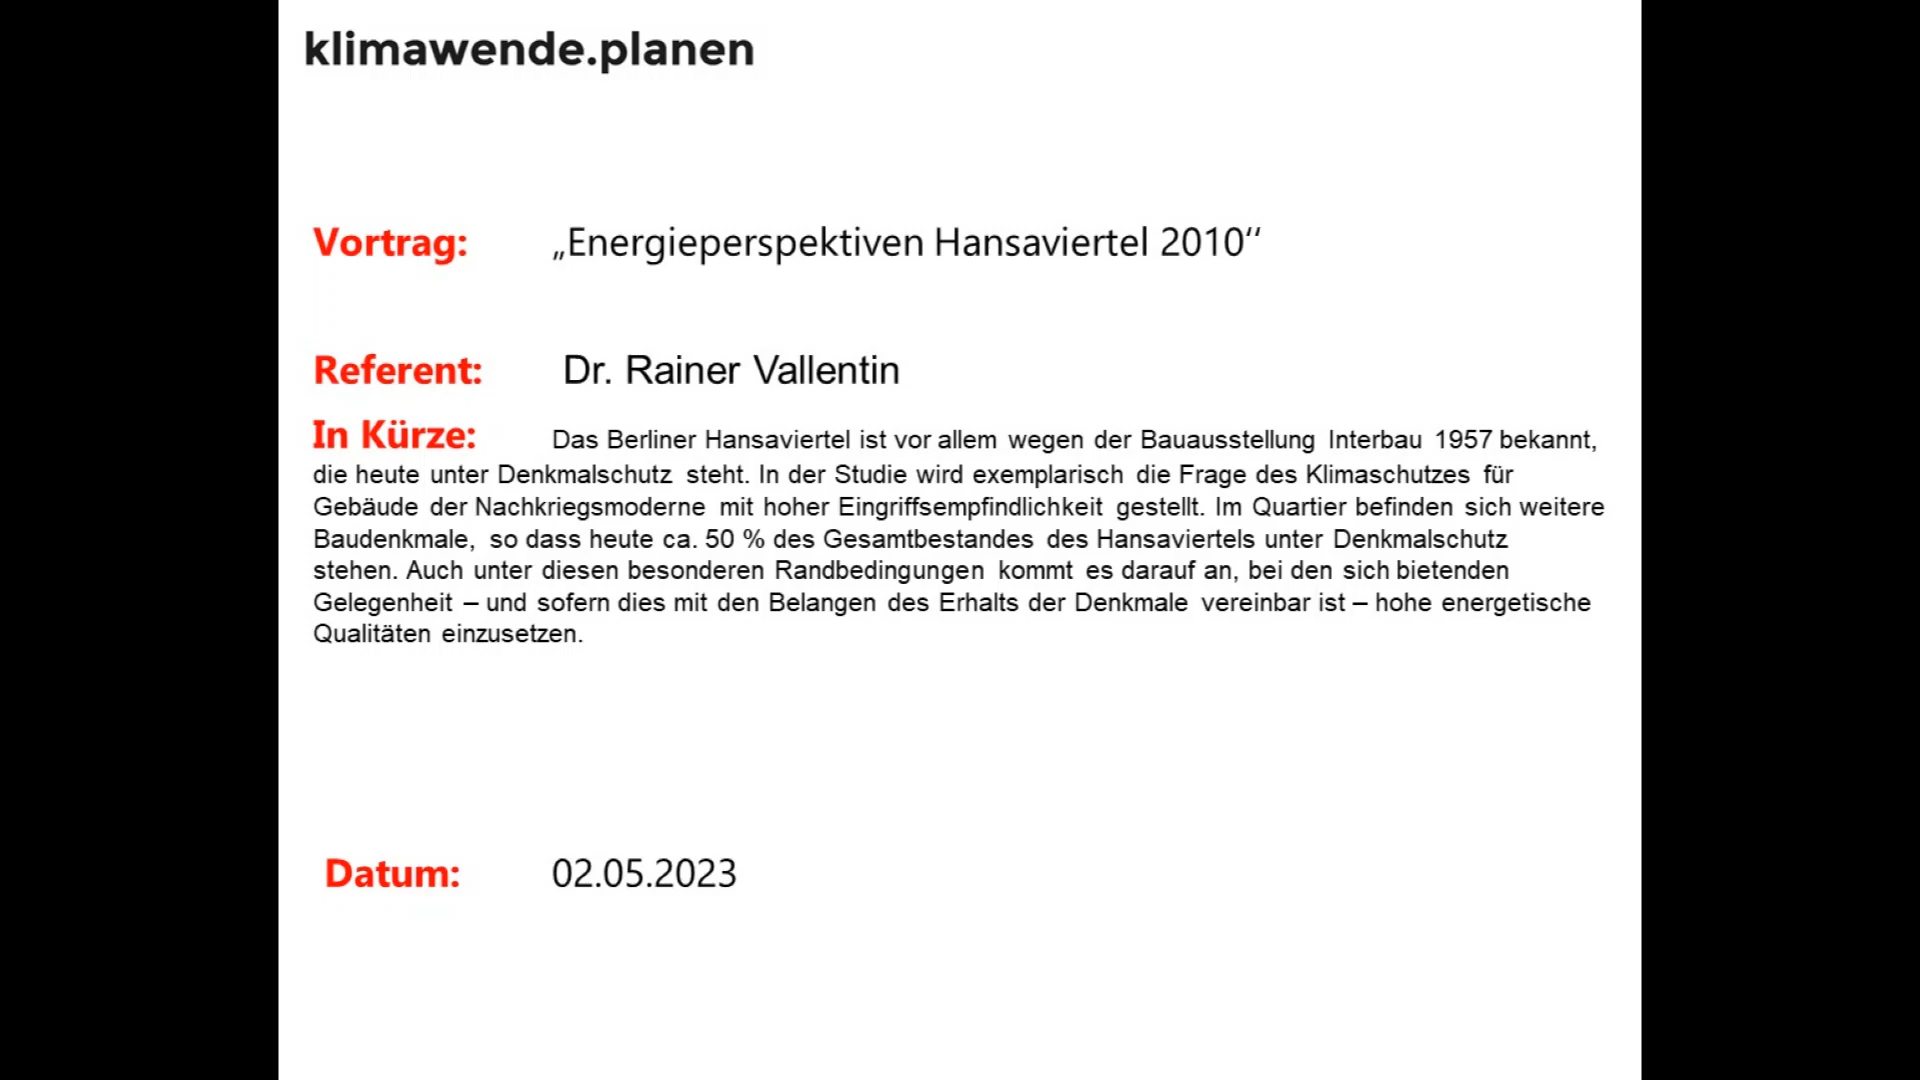 klimawende.planen
Vortrag: „Energieperspektiven Hansaviertel 2010“
Referent: Dr. Rainer Vallentin
In Kürze: Das Berliner Hansaviertel ist vor allem wegen der Bauausstellung Interbau 1957 bekannt,
die heute unter Denkmalschutz steht. In der Studie wird exemplarisch die Frage des Klimaschutzes für
Gebäude der Nachkriegsmoderne mit hoher Eingriffsempfindlichkeit gestellt. Im Quartier befinden sich weitere
Baudenkmale, so dass heute ca. 50 % des Gesamtbestandes des Hansaviertels unter Denkmalschutz
stehen. Auch unter diesen besonderen Randbedingungen kommt es darauf an, bei den sich bietenden
Gelegenheit – und sofern dies mit den Belangen des Erhalts der Denkmale vereinbar ist – hohe energetische
Qualitäten einzusetzen.
Datum: 02.05.2023